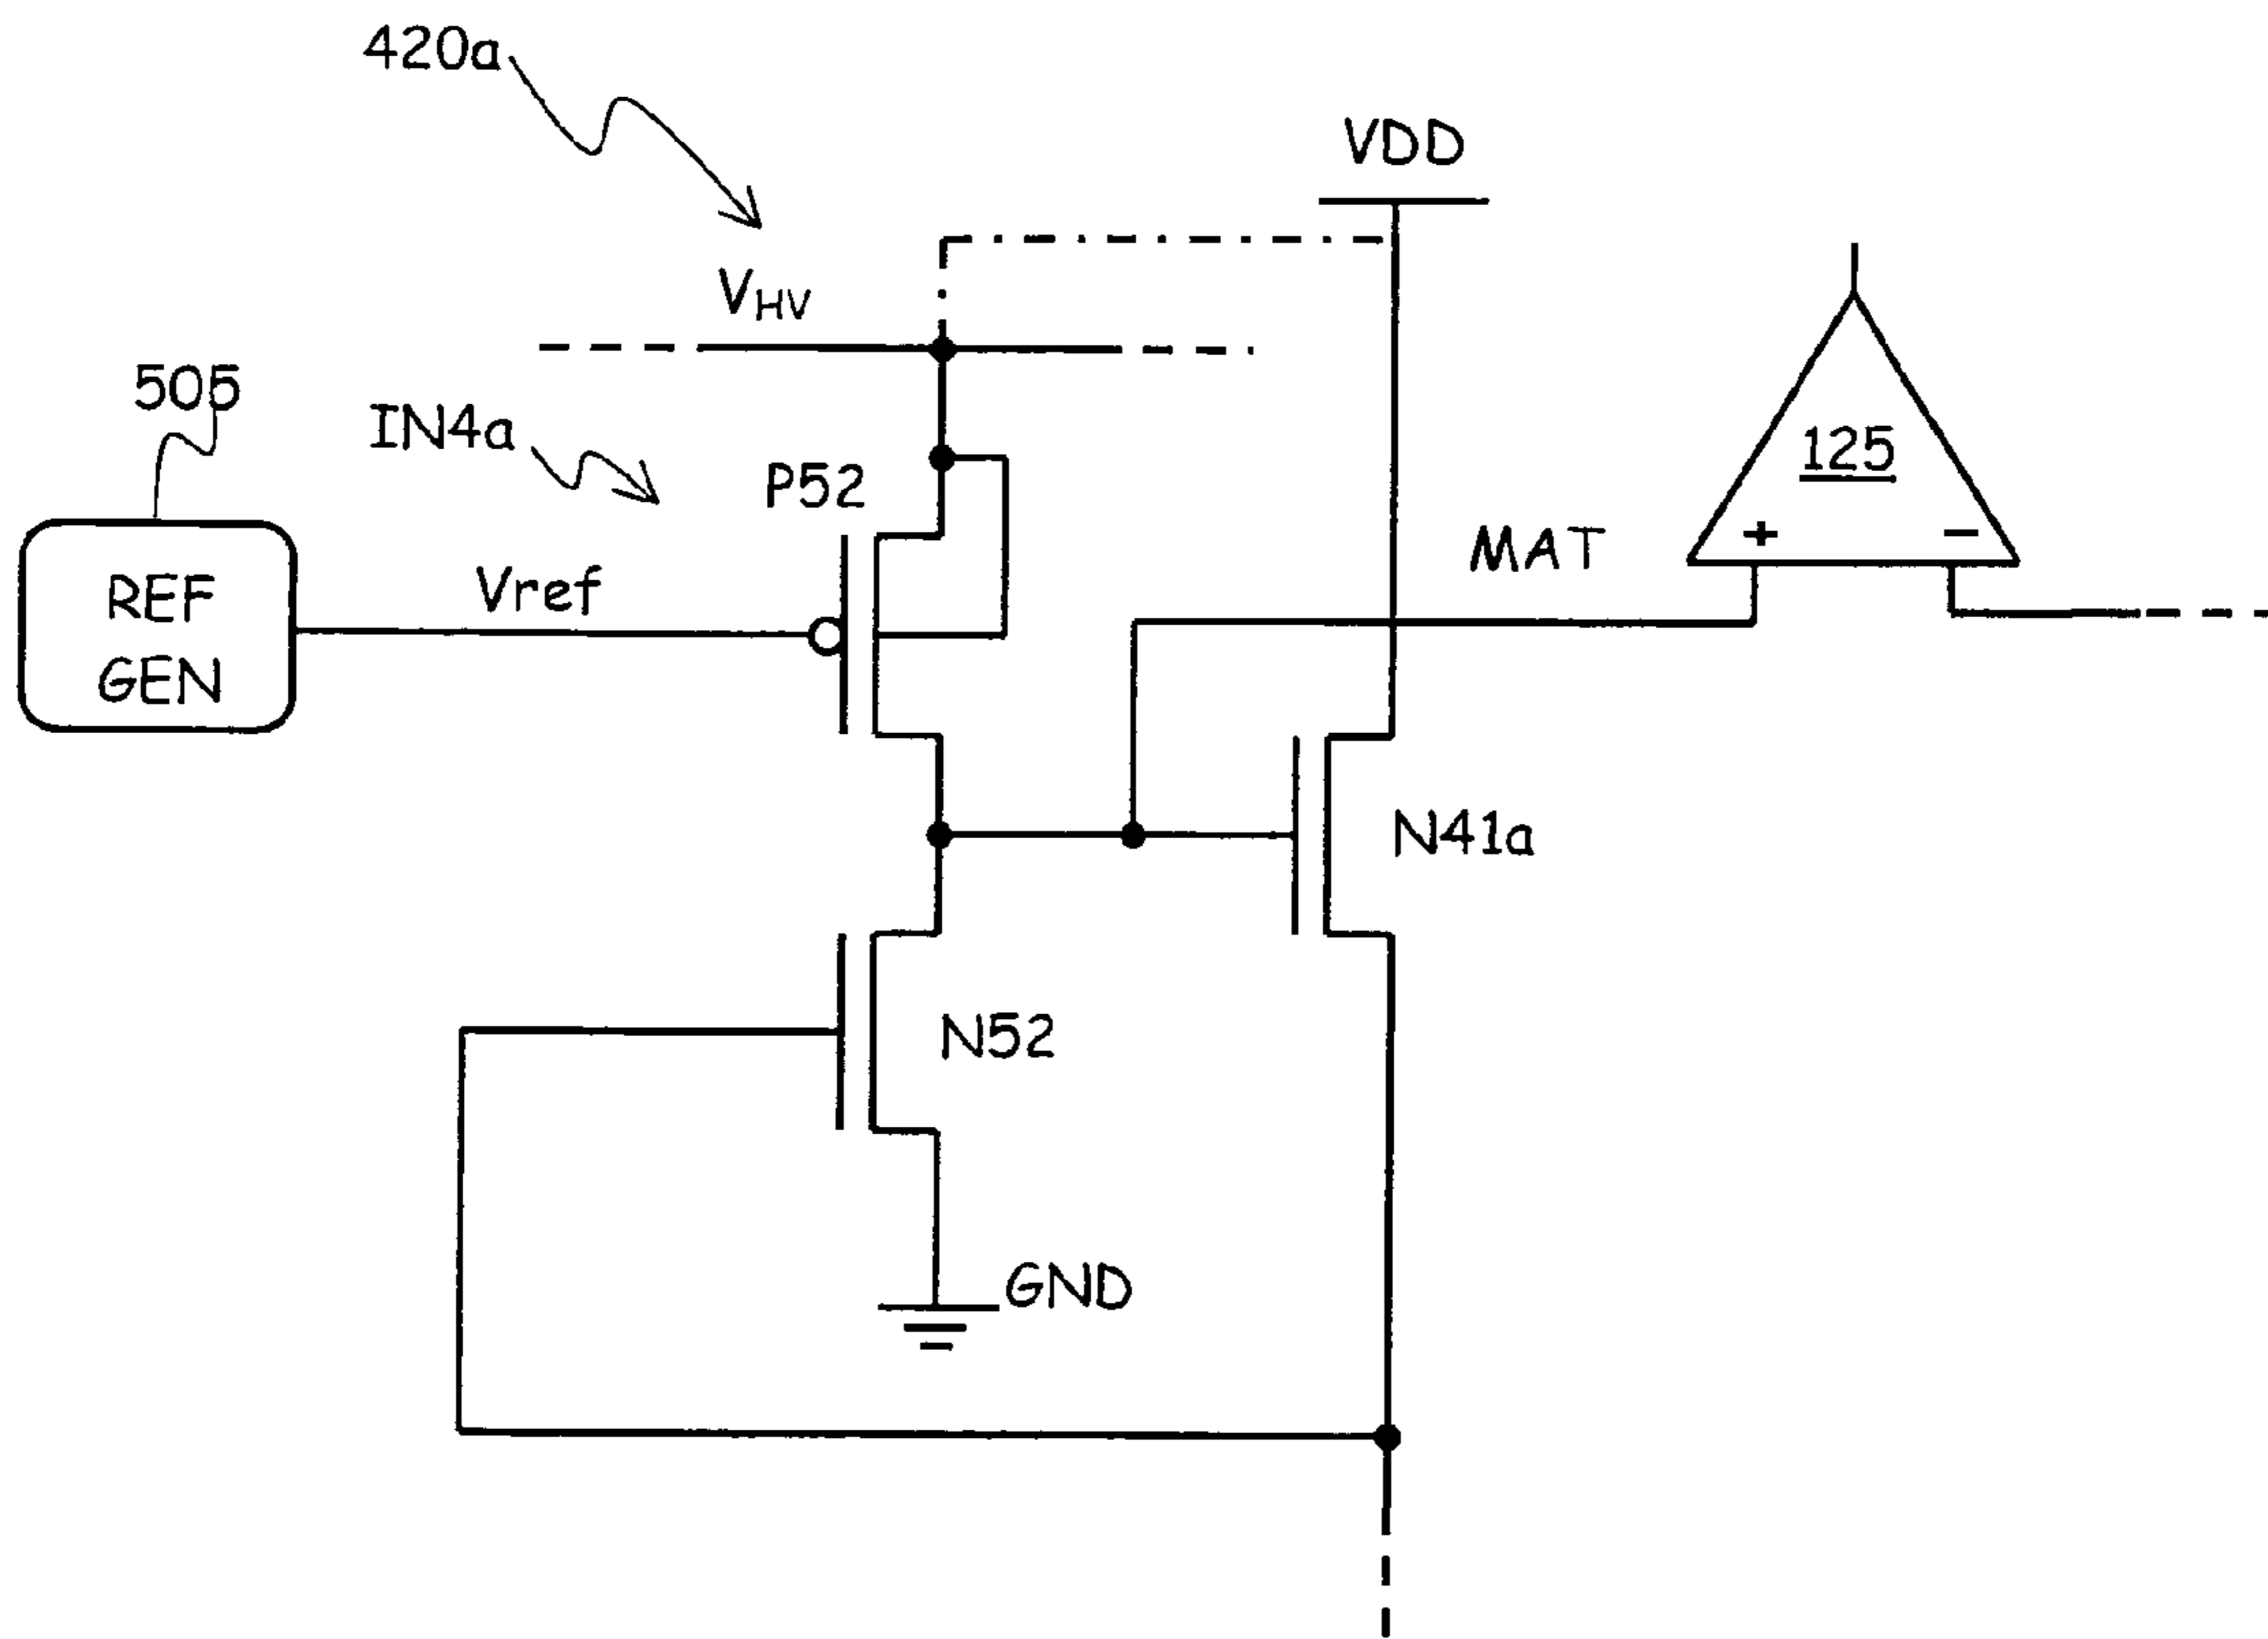 420a
VDD
VHV
505
IN4a
P52
125
+ −
MAT
Vref
REF
GEN
N41a
N52
GND